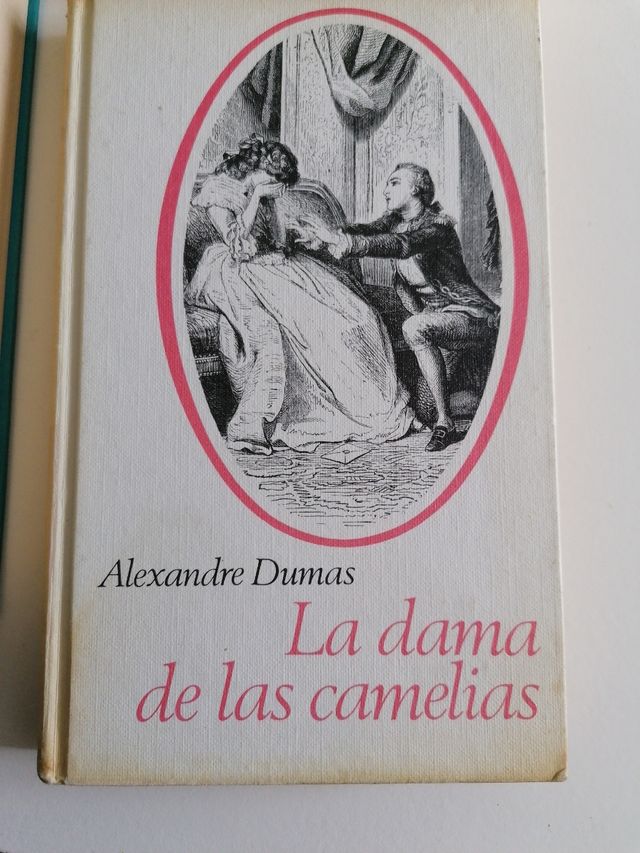 Alexandre Dumas
La dama
de las camelias